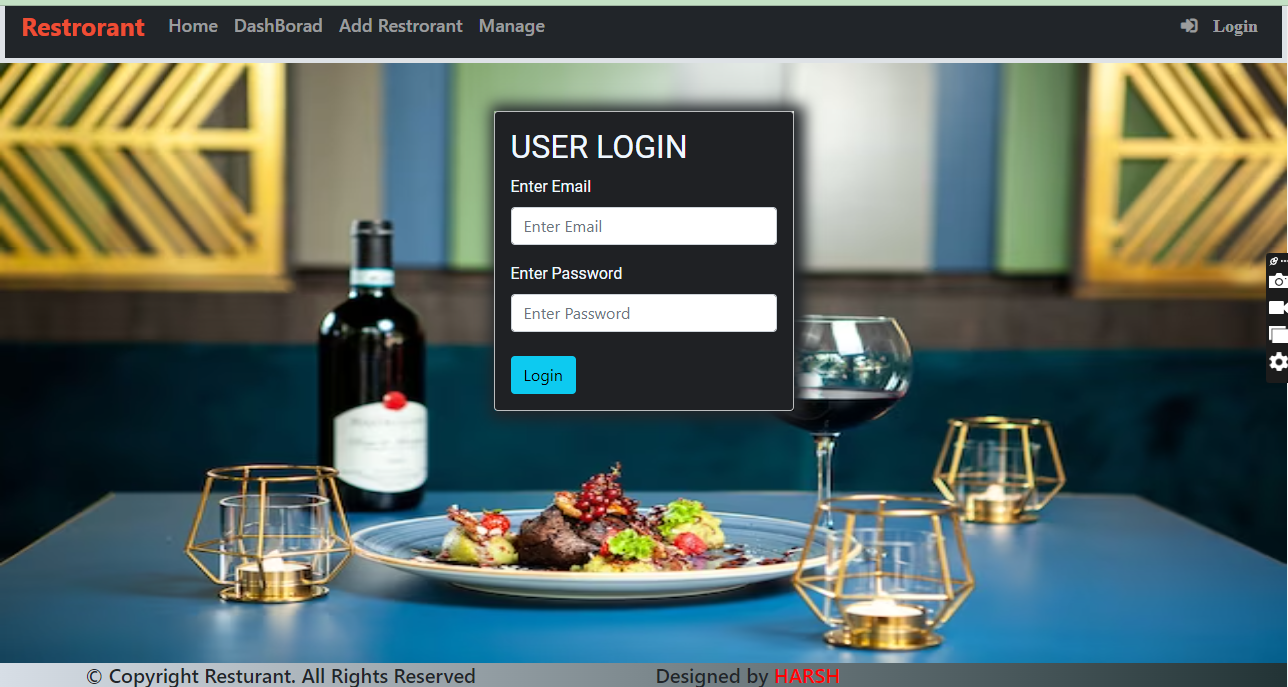 Restrorant Home DashBorad Add Restrorant Manage Login
USER LOGIN
Enter Email
Enter Email
Enter Password
Enter Password
Login
© Copyright Resturant. All Rights Reserved Designed by HARSH